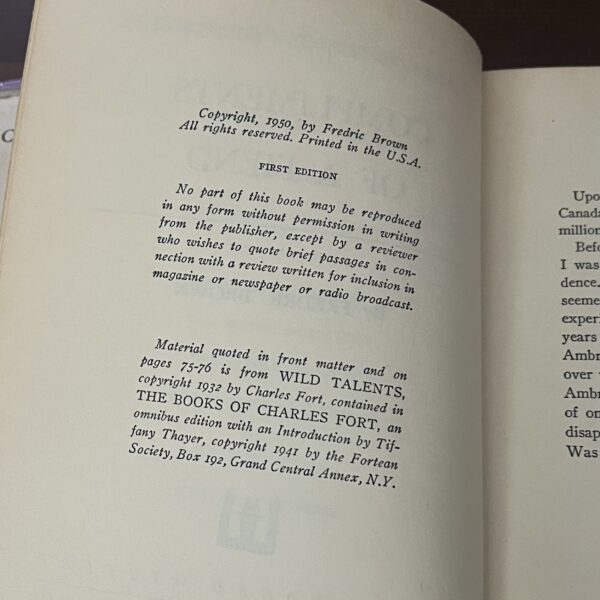 Copyright, 1950, by Fredric Brown
All rights reserved. Printed in the U.S.A.
FIRST EDITION
No part of this book may be reproduced
in any form without permission in writing
from the publisher, except by a reviewer
who wishes to quote brief passages in con-
nection with a review written for inclusion in
magazine or newspaper or radio broadcast.
Material quoted in front matter and on
pages 75-76 is from WILD TALENTS,
copyright 1932 by Charles Fort, contained in
THE BOOKS OF CHARLES FORT, an
omnibus edition with an Introduction by Tif-
fany Thayer, copyright 1941 by the Fortean
Society, Box 192, Grand Central Annex, N.Y.
Upo
Canada
million
Befo
I was
dence.
seeme
experi
years
Ambr
over
Ambr
of on
disap
Was